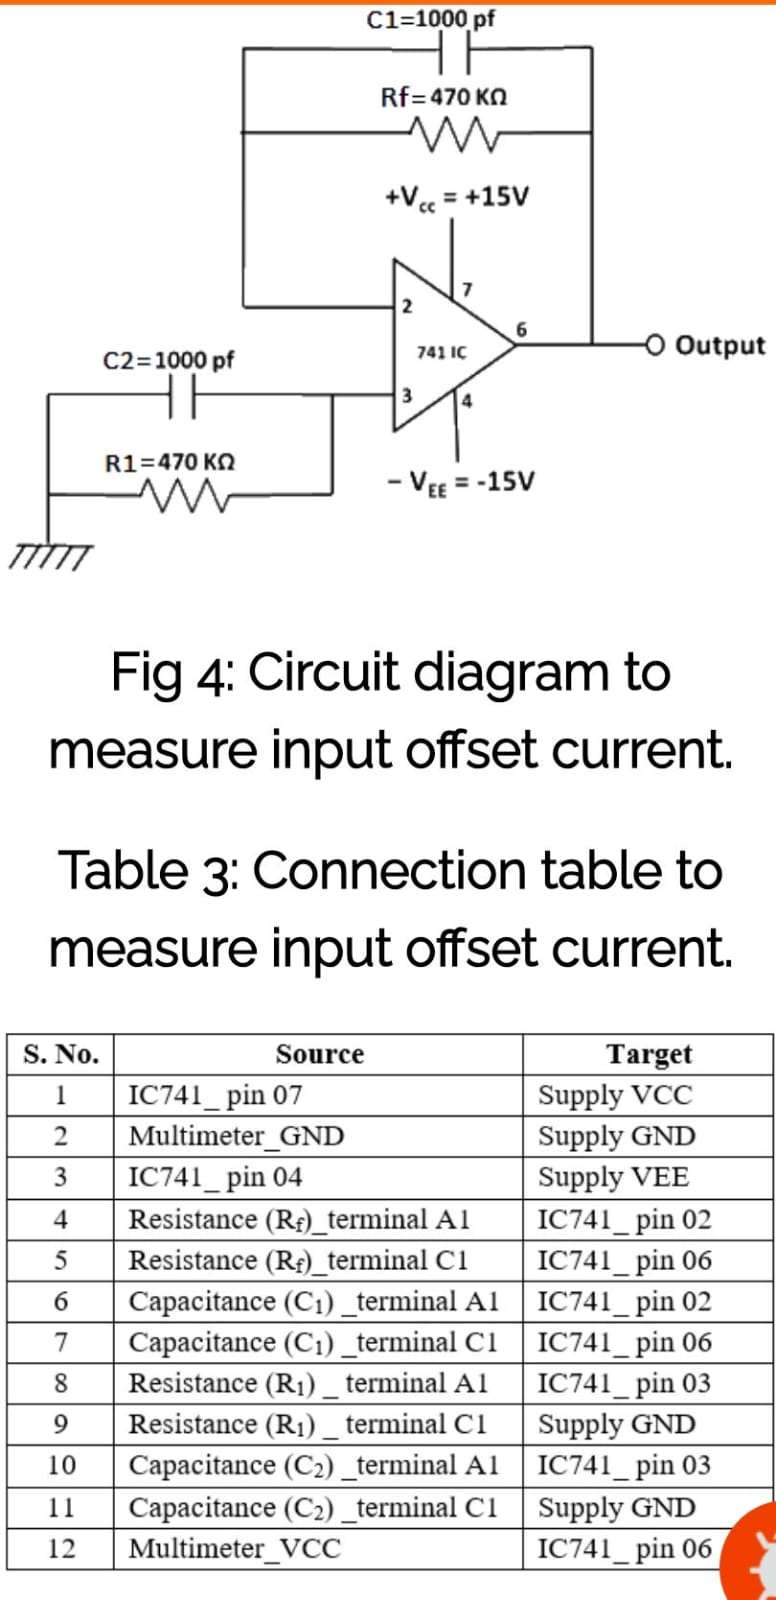 C1=1000 pf
Rf=470 KΩ
+Vcc = +15V
7
2
6
741 IC
Output
C2=1000 pf
3
4
R1=470 KΩ
– VEE = -15V
Fig 4: Circuit diagram to
measure input offset current.
Table 3: Connection table to
measure input offset current.
S. No. Source Target
1 IC741_ pin 07 Supply VCC
2 Multimeter_GND Supply GND
3 IC741_ pin 04 Supply VEE
4 Resistance (Rf)_terminal A1 IC741_ pin 02
5 Resistance (Rf)_terminal C1 IC741_ pin 06
6 Capacitance (C1) _terminal A1 IC741_ pin 02
7 Capacitance (C1) _terminal C1 IC741_ pin 06
8 Resistance (R1) _ terminal A1 IC741_ pin 03
9 Resistance (R1) _ terminal C1 Supply GND
10 Capacitance (C2) _terminal A1 IC741_ pin 03
11 Capacitance (C2) _terminal C1 Supply GND
12 Multimeter_VCC IC741_ pin 06